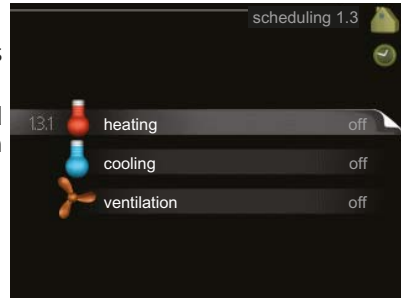 scheduling 1.3
1.3.1 heating off
cooling off
ventilation off